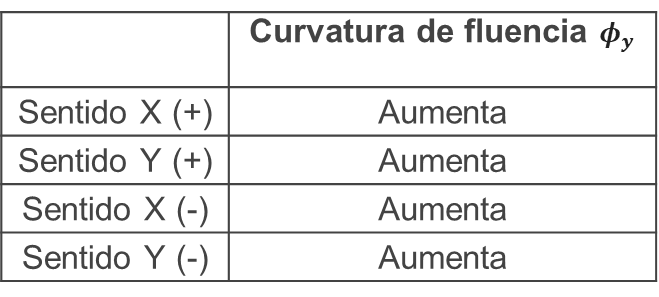 Curvatura de fluencia ϕy
Sentido X (+) Aumenta
Sentido Y (+) Aumenta
Sentido X (-) Aumenta
Sentido Y (-) Aumenta